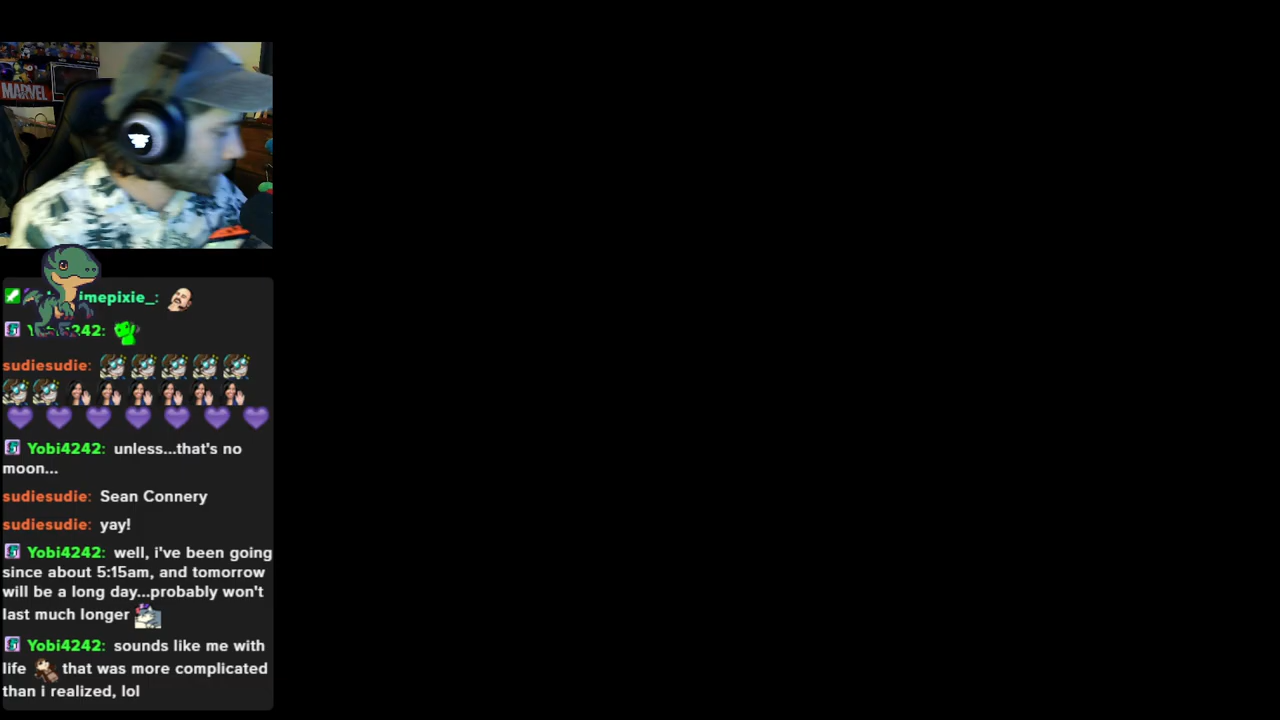 MARVEL
imepixie_:
Yobi4242:
sudiesudie:
Yobi4242: unless...that's no
moon...
sudiesudie: Sean Connery
sudiesudie: yay!
Yobi4242: well, i've been going
since about 5:15am, and tomorrow
will be a long day...probably won't
last much longer
Yobi4242: sounds like me with
life that was more complicated
than i realized, lol